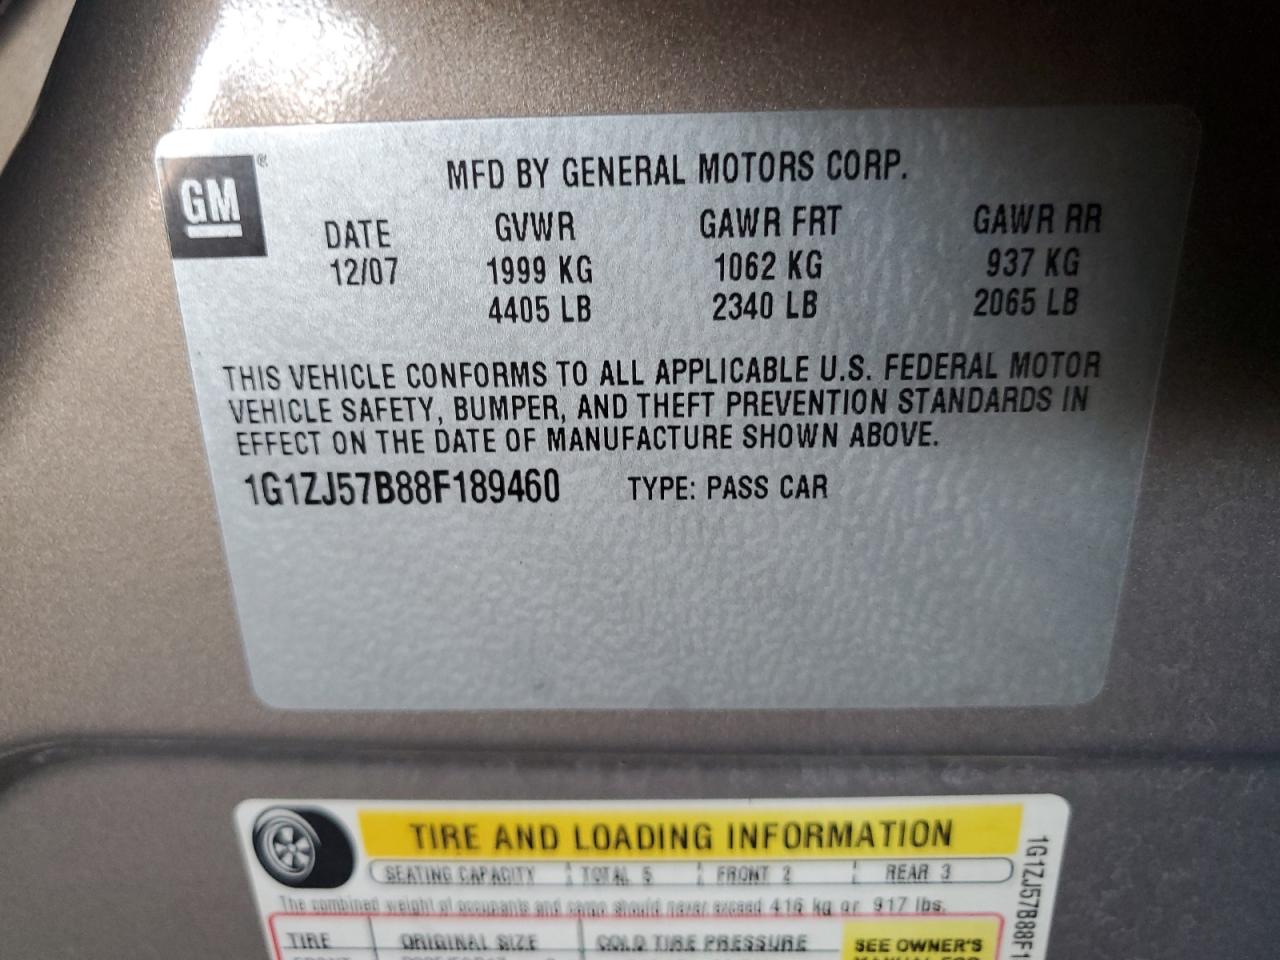 GM®
MFD BY GENERAL MOTORS CORP.
DATE GVWR GAWR FRT GAWR RR
12/07 1999 KG 1062 KG 937 KG
4405 LB 2340 LB 2065 LB
THIS VEHICLE CONFORMS TO ALL APPLICABLE U.S. FEDERAL MOTOR
VEHICLE SAFETY, BUMPER, AND THEFT PREVENTION STANDARDS IN
EFFECT ON THE DATE OF MANUFACTURE SHOWN ABOVE.
1G1ZJ57B88F189460 TYPE: PASS CAR
TIRE AND LOADING INFORMATION
SEATING CAPACITY TOTAL 5 FRONT 2 REAR 3
The combined weight of occupants and cargo should never exceed 416 kg or 917 lbs.
TIRE ORIGINAL SIZE COLD TIRE PRESSURE SEE OWNER'S
MANUAL FOR
1G1ZJ57B88F1